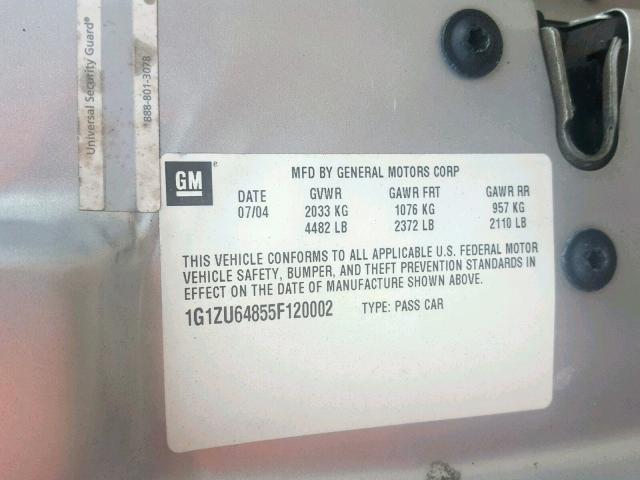 Universal Security Guard®
888-801-3078
GM
MFD BY GENERAL MOTORS CORP
DATE GVWR GAWR FRT GAWR RR
07/04 2033 KG 1076 KG 957 KG
4482 LB 2372 LB 2110 LB
THIS VEHICLE CONFORMS TO ALL APPLICABLE U.S. FEDERAL MOTOR
VEHICLE SAFETY, BUMPER, AND THEFT PREVENTION STANDARDS IN
EFFECT ON THE DATE OF MANUFACTURE SHOWN ABOVE.
1G1ZU64855F120002 TYPE: PASS CAR